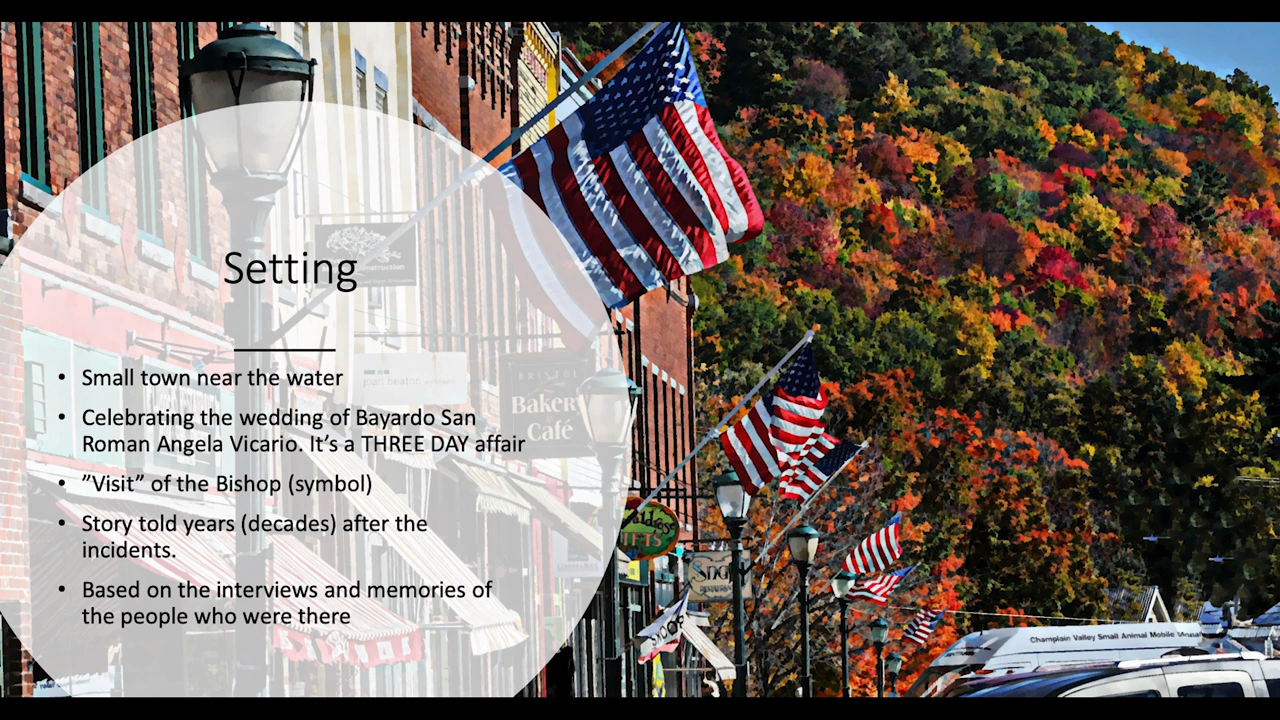 Setting
• Small town near the water
• Celebrating the wedding of Bayardo San
Roman Angela Vicario. It’s a THREE DAY affair
• ”Visit” of the Bishop (symbol)
• Story told years (decades) after the
incidents.
• Based on the interviews and memories of
the people who were there
BRISTOL
Bakery
Café
Champlain Valley Small Animal Mobile